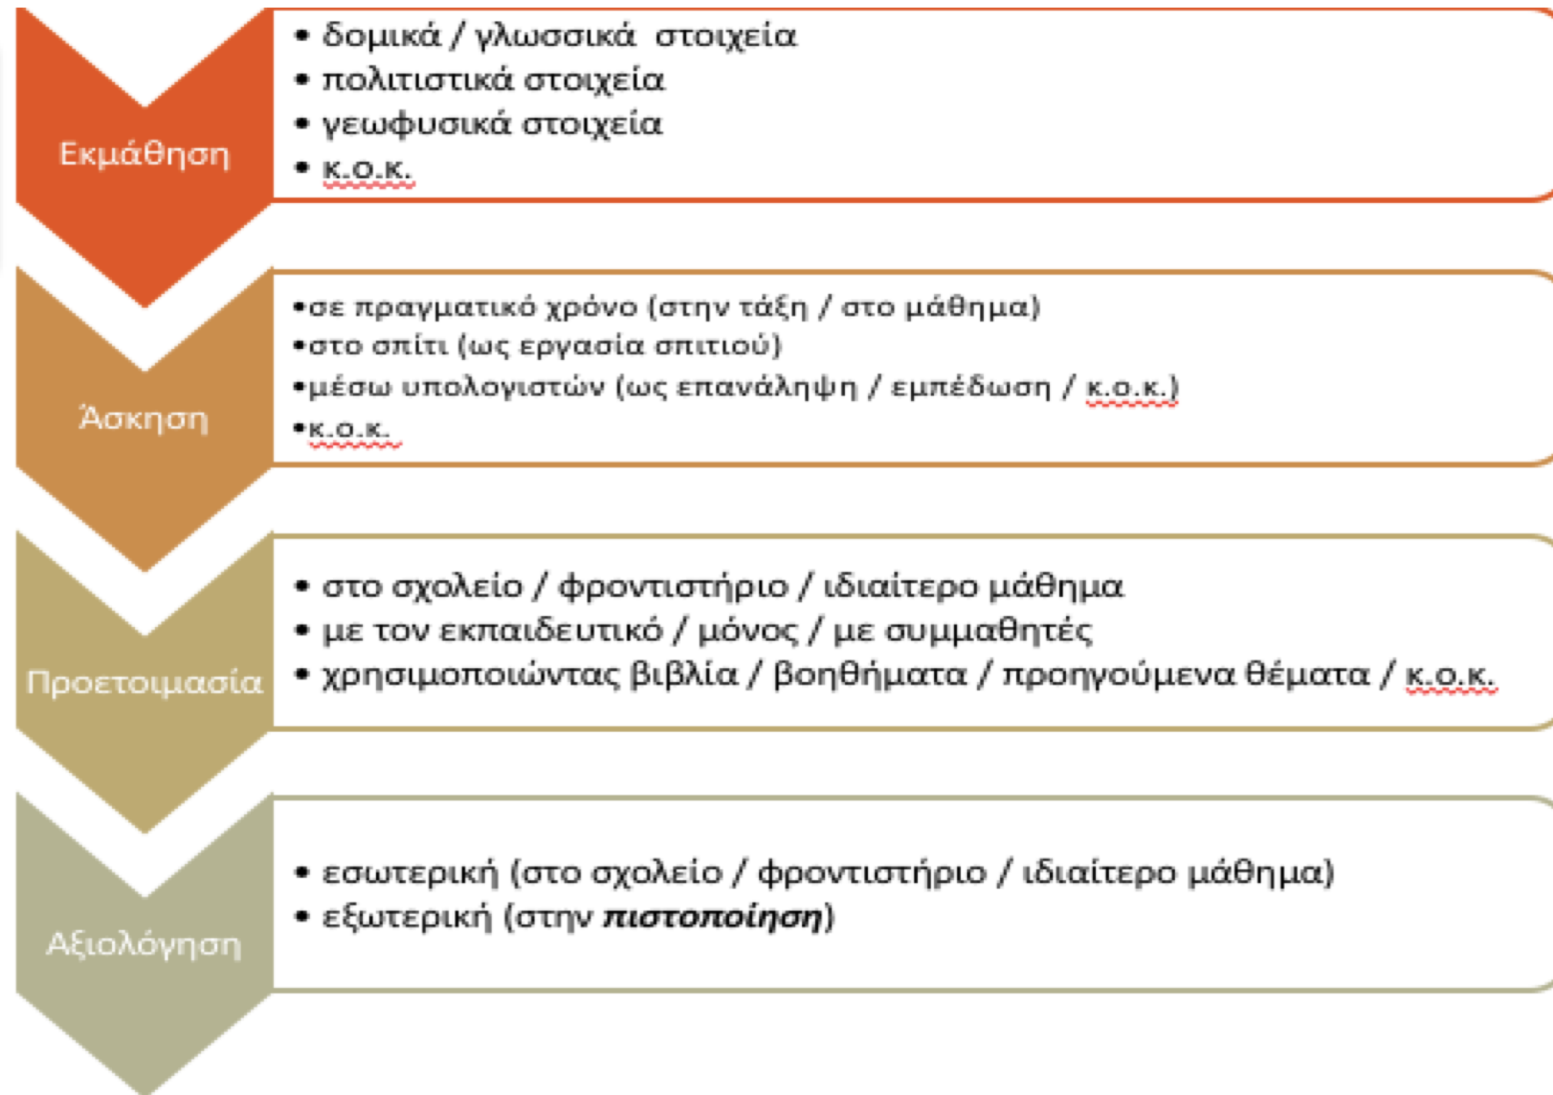 Εκμάθηση
• δομικά / γλωσσικά στοιχεία
• πολιτιστικά στοιχεία
• γεωφυσικά στοιχεία
• κ.ο.κ.
Άσκηση
•σε πραγματικό χρόνο (στην τάξη / στο μάθημα)
•στο σπίτι (ως εργασία σπιτιού)
•μέσω υπολογιστών (ως επανάληψη / εμπέδωση / κ.ο.κ.)
•κ.ο.κ.
Προετοιμασία
• στο σχολείο / φροντιστήριο / ιδιαίτερο μάθημα
• με τον εκπαιδευτικό / μόνος / με συμμαθητές
• χρησιμοποιώντας βιβλία / βοηθήματα / προηγούμενα θέματα / κ.ο.κ.
Αξιολόγηση
• εσωτερική (στο σχολείο / φροντιστήριο / ιδιαίτερο μάθημα)
• εξωτερική (στην πιστοποίηση)